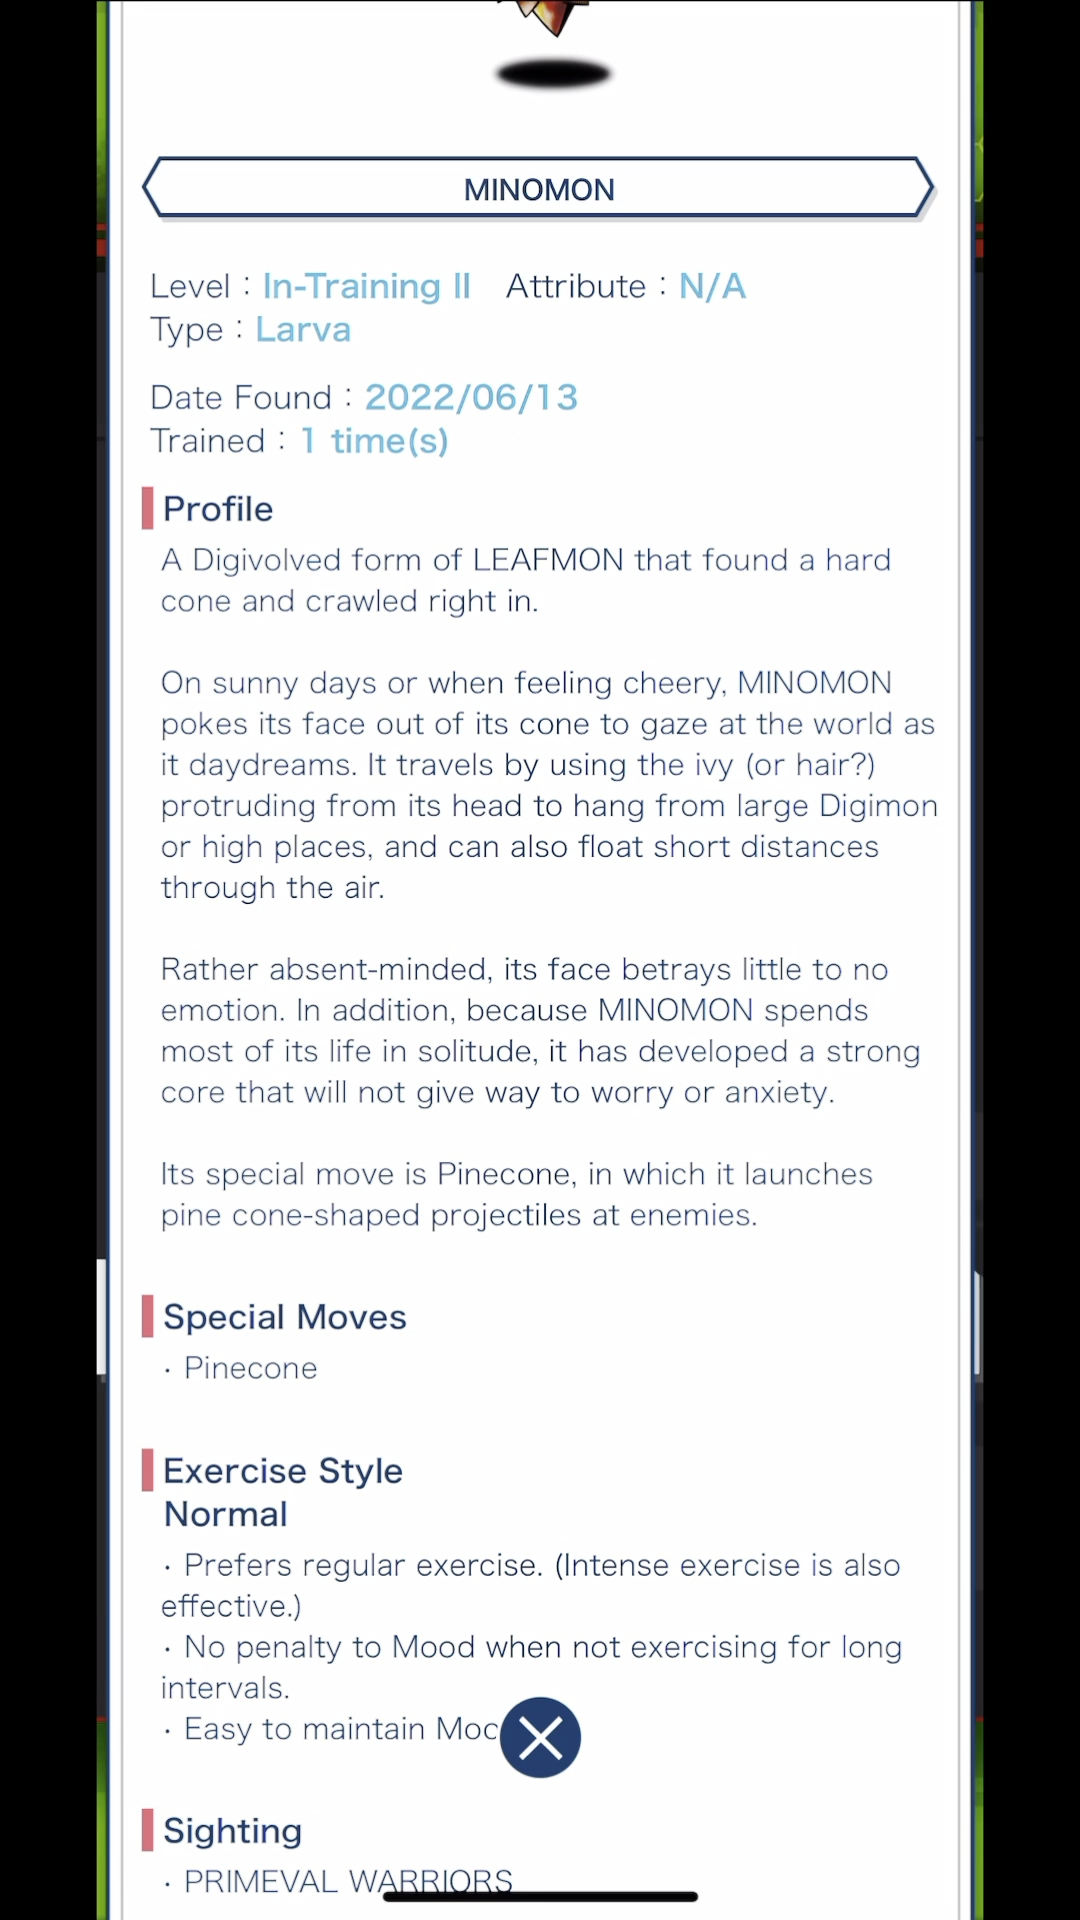 MINOMON
Level : In-Training II Attribute : N/A
Type : Larva
Date Found : 2022/06/13
Trained : 1 time(s)
Profile
A Digivolved form of LEAFMON that found a hard
cone and crawled right in.
On sunny days or when feeling cheery, MINOMON
pokes its face out of its cone to gaze at the world as
it daydreams. It travels by using the ivy (or hair?)
protruding from its head to hang from large Digimon
or high places, and can also float short distances
through the air.
Rather absent-minded, its face betrays little to no
emotion. In addition, because MINOMON spends
most of its life in solitude, it has developed a strong
core that will not give way to worry or anxiety.
Its special move is Pinecone, in which it launches
pine cone-shaped projectiles at enemies.
Special Moves
· Pinecone
Exercise Style
Normal
· Prefers regular exercise. (Intense exercise is also
effective.)
· No penalty to Mood when not exercising for long
intervals.
· Easy to maintain
Sighting
· PRIMEVAL WARRIORS